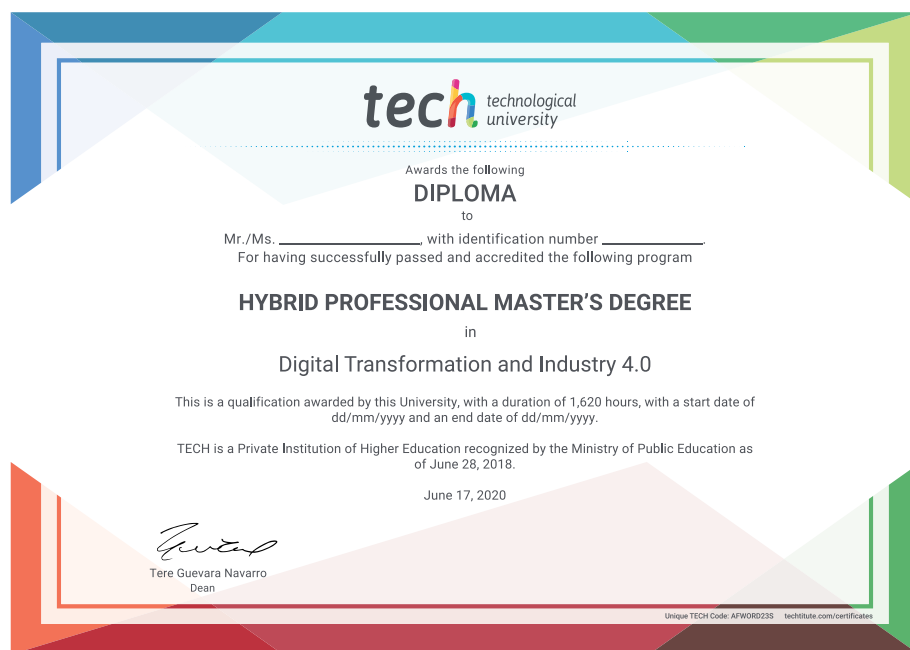 tech technological
university
Awards the following
DIPLOMA
to
Mr./Ms. ________________, with identification number ____________.
For having successfully passed and accredited the following program
HYBRID PROFESSIONAL MASTER’S DEGREE
in
Digital Transformation and Industry 4.0
This is a qualification awarded by this University, with a duration of 1,620 hours, with a start date of
dd/mm/yyyy and an end date of dd/mm/yyyy.
TECH is a Private Institution of Higher Education recognized by the Ministry of Public Education as
of June 28, 2018.
June 17, 2020
Tere Guevara Navarro
Dean
Unique TECH Code: AFWORD23S techtitute.com/certificates